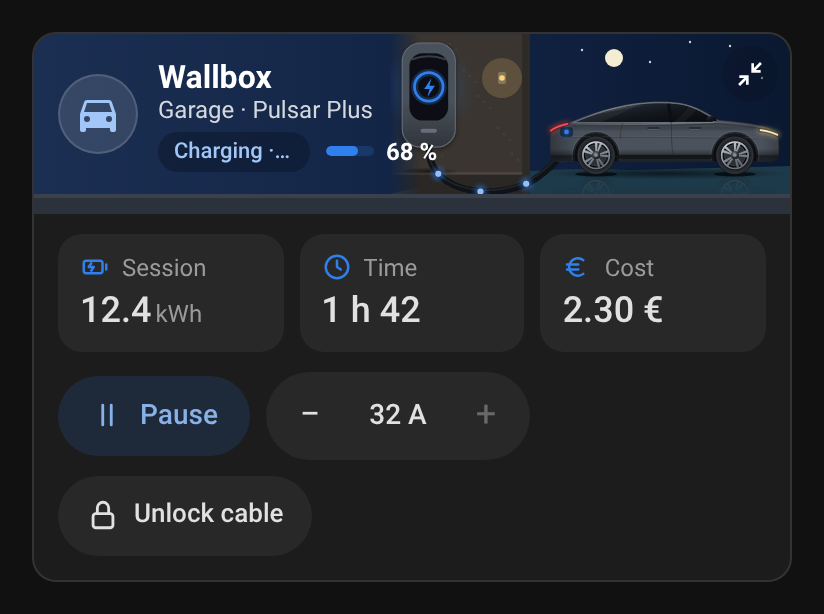 Wallbox
Garage · Pulsar Plus
Charging ·…
68 %
Session
12.4 kWh
Time
1 h 42
€ Cost
2.30 €
Pause
− 32 A +
Unlock cable